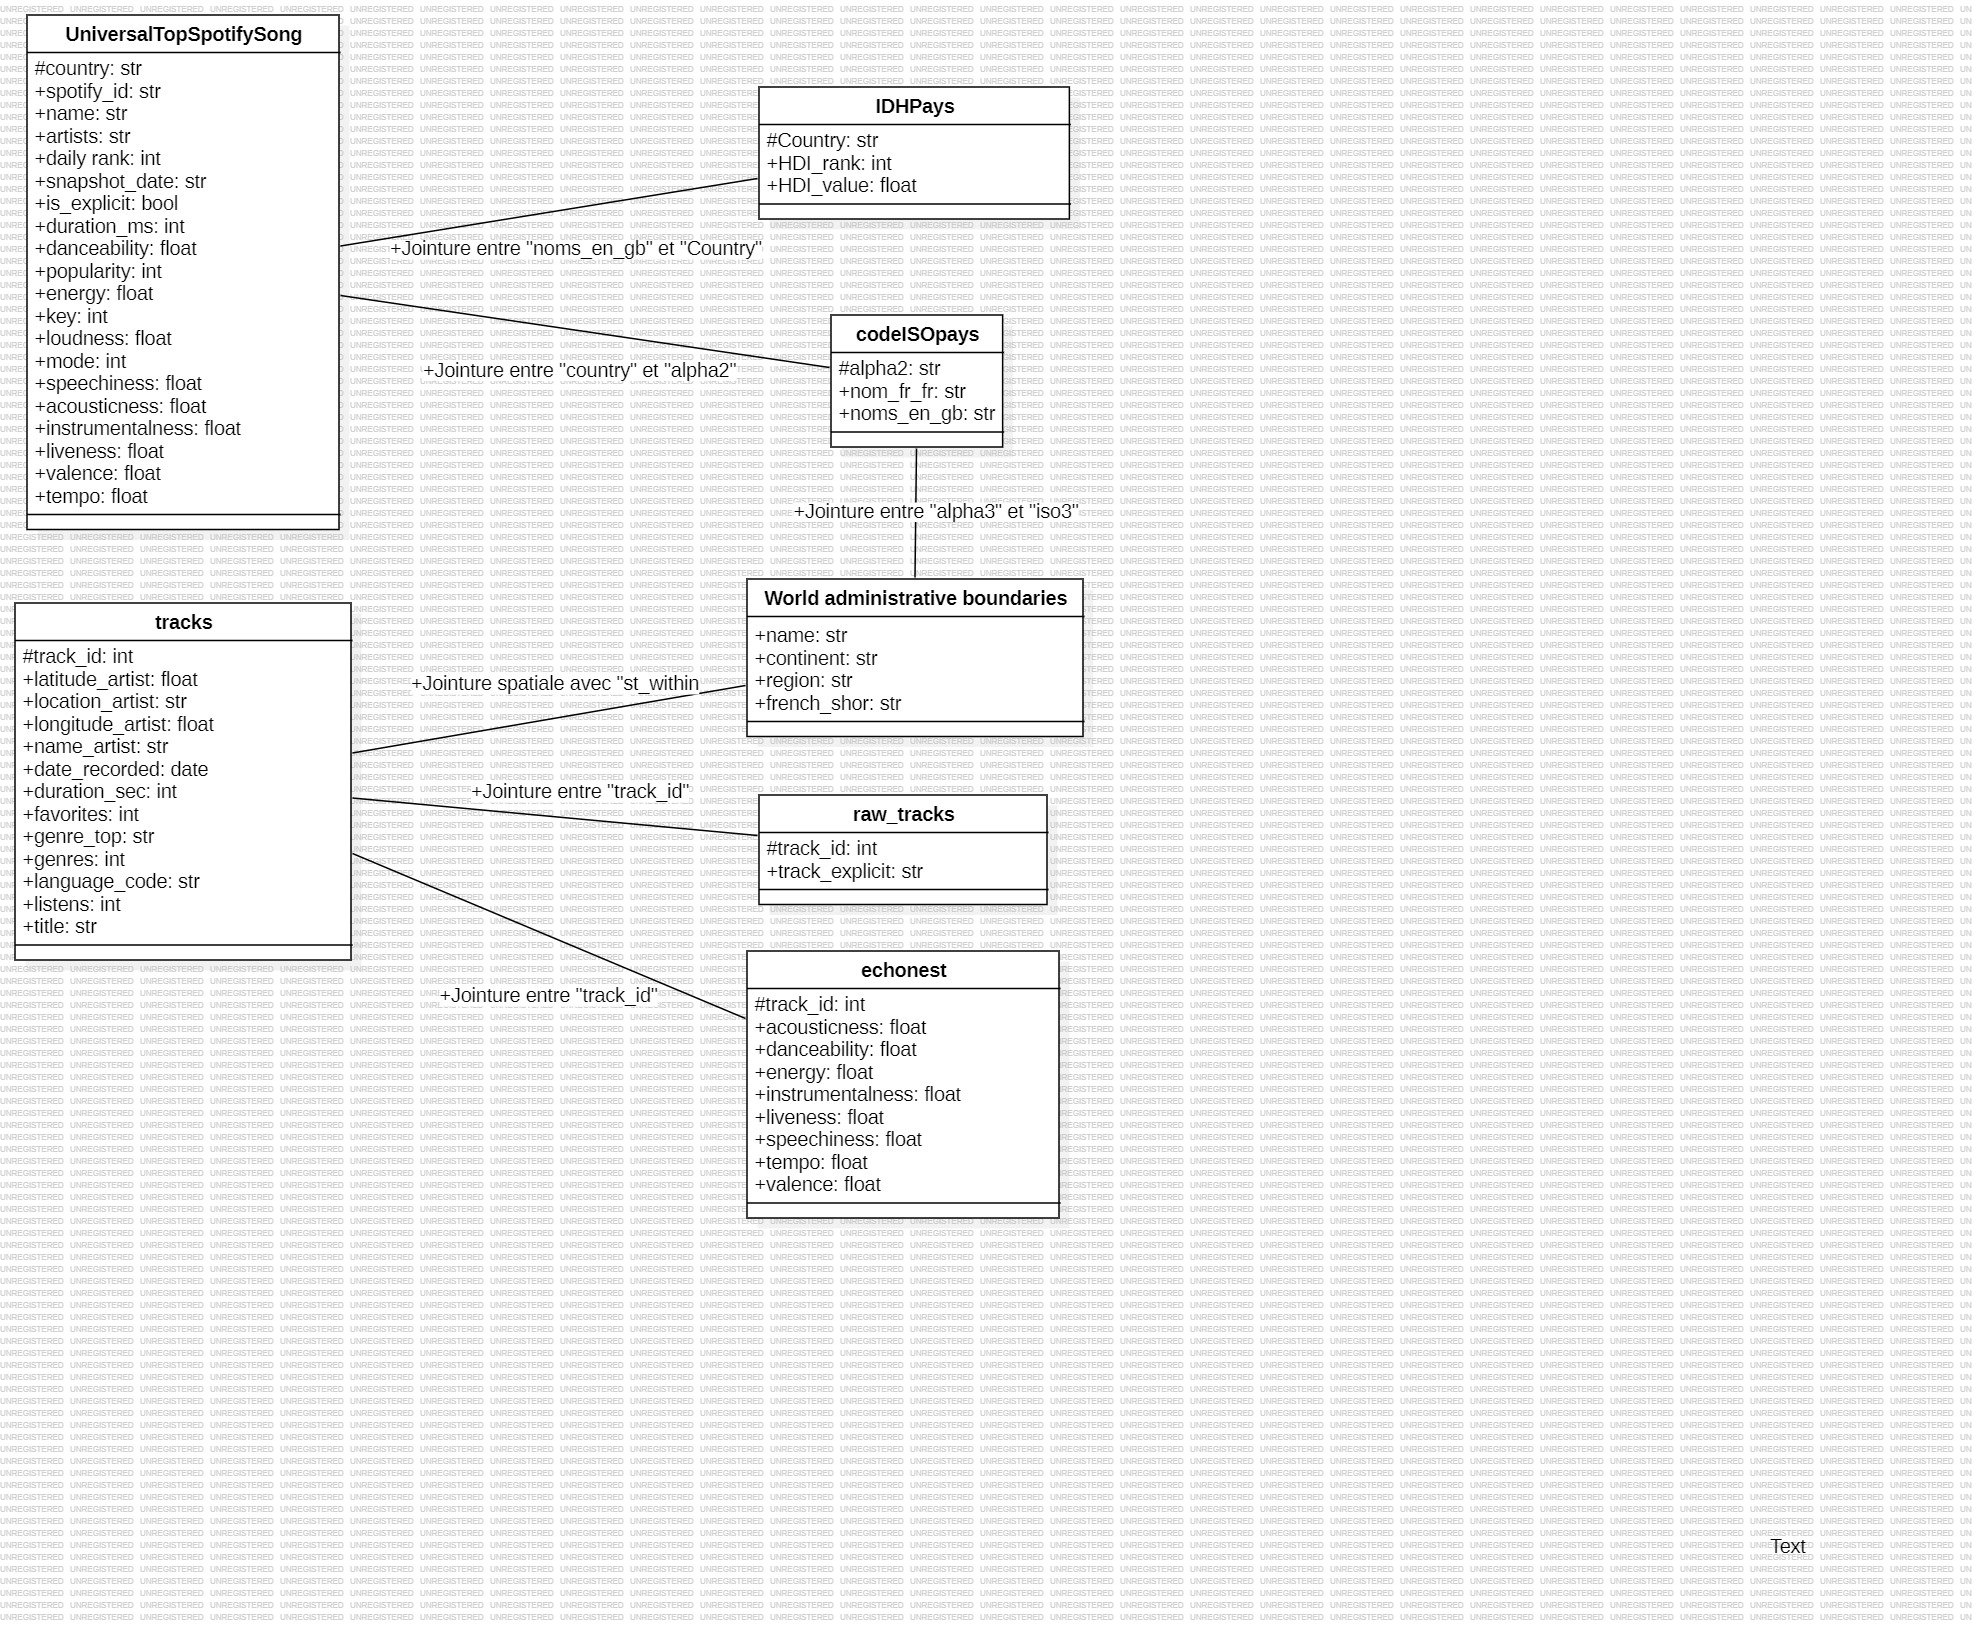 UniversalTopSpotifySong
#country: str
+spotify_id: str
+name: str
+artists: str
+daily rank: int
+snapshot_date: str
+is_explicit: bool
+duration_ms: int
+danceability: float
+popularity: int
+energy: float
+key: int
+loudness: float
+mode: int
+speechiness: float
+acousticness: float
+instrumentalness: float
+liveness: float
+valence: float
+tempo: float
IDHPays
#Country: str
+HDI_rank: int
+HDI_value: float
+Jointure entre "noms_en_gb" et "Country"
codeISOpays
#alpha2: str
+nom_fr_fr: str
+noms_en_gb: str
+Jointure entre "country" et "alpha2"
+Jointure entre "alpha3" et "iso3"
World administrative boundaries
+name: str
+continent: str
+region: str
+french_shor: str
tracks
#track_id: int
+latitude_artist: float
+location_artist: str
+longitude_artist: float
+name_artist: str
+date_recorded: date
+duration_sec: int
+favorites: int
+genre_top: str
+genres: int
+language_code: str
+listens: int
+title: str
+Jointure spatiale avec "st_within
+Jointure entre "track_id"
raw_tracks
#track_id: int
+track_explicit: str
+Jointure entre "track_id"
echonest
#track_id: int
+acousticness: float
+danceability: float
+energy: float
+instrumentalness: float
+liveness: float
+speechiness: float
+tempo: float
+valence: float
Text
UNREGISTERED